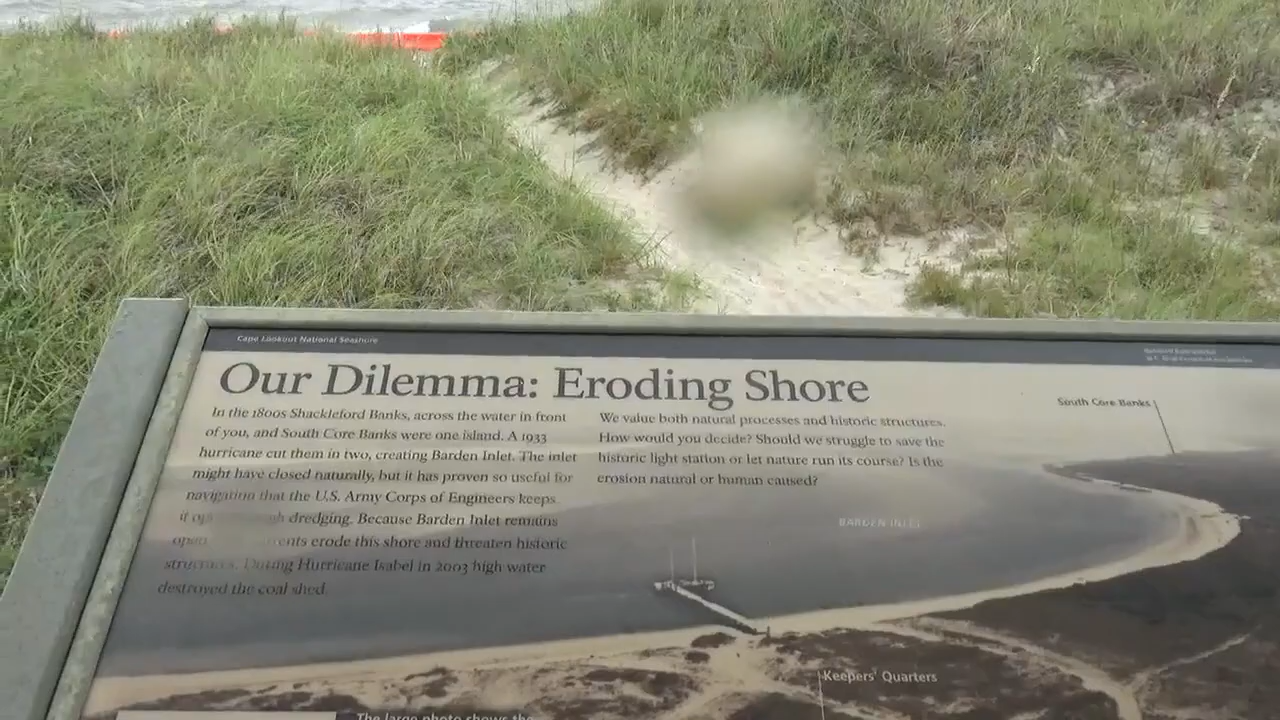 Cape Lookout National Seashore
Our Dilemma: Eroding Shore
In the 1800s Shackleford Banks, across the water in front
of you, and South Core Banks were one island. A 1933
hurricane cut them in two, creating Barden Inlet. The inlet
might have closed naturally, but it has proven so useful for
navigation that the U.S. Army Corps of Engineers keeps
it dredging. Because Barden Inlet remains
erode this shore and threaten historic
structures. During Hurricane Isabel in 2003 high water
destroyed the coal shed.
We value both natural processes and historic structures.
How would you decide? Should we struggle to save the
historic light station or let nature run its course? Is the
erosion natural or human caused?
South Core Banks
BARDEN INLET
Keepers' Quarters
The large photo shows the